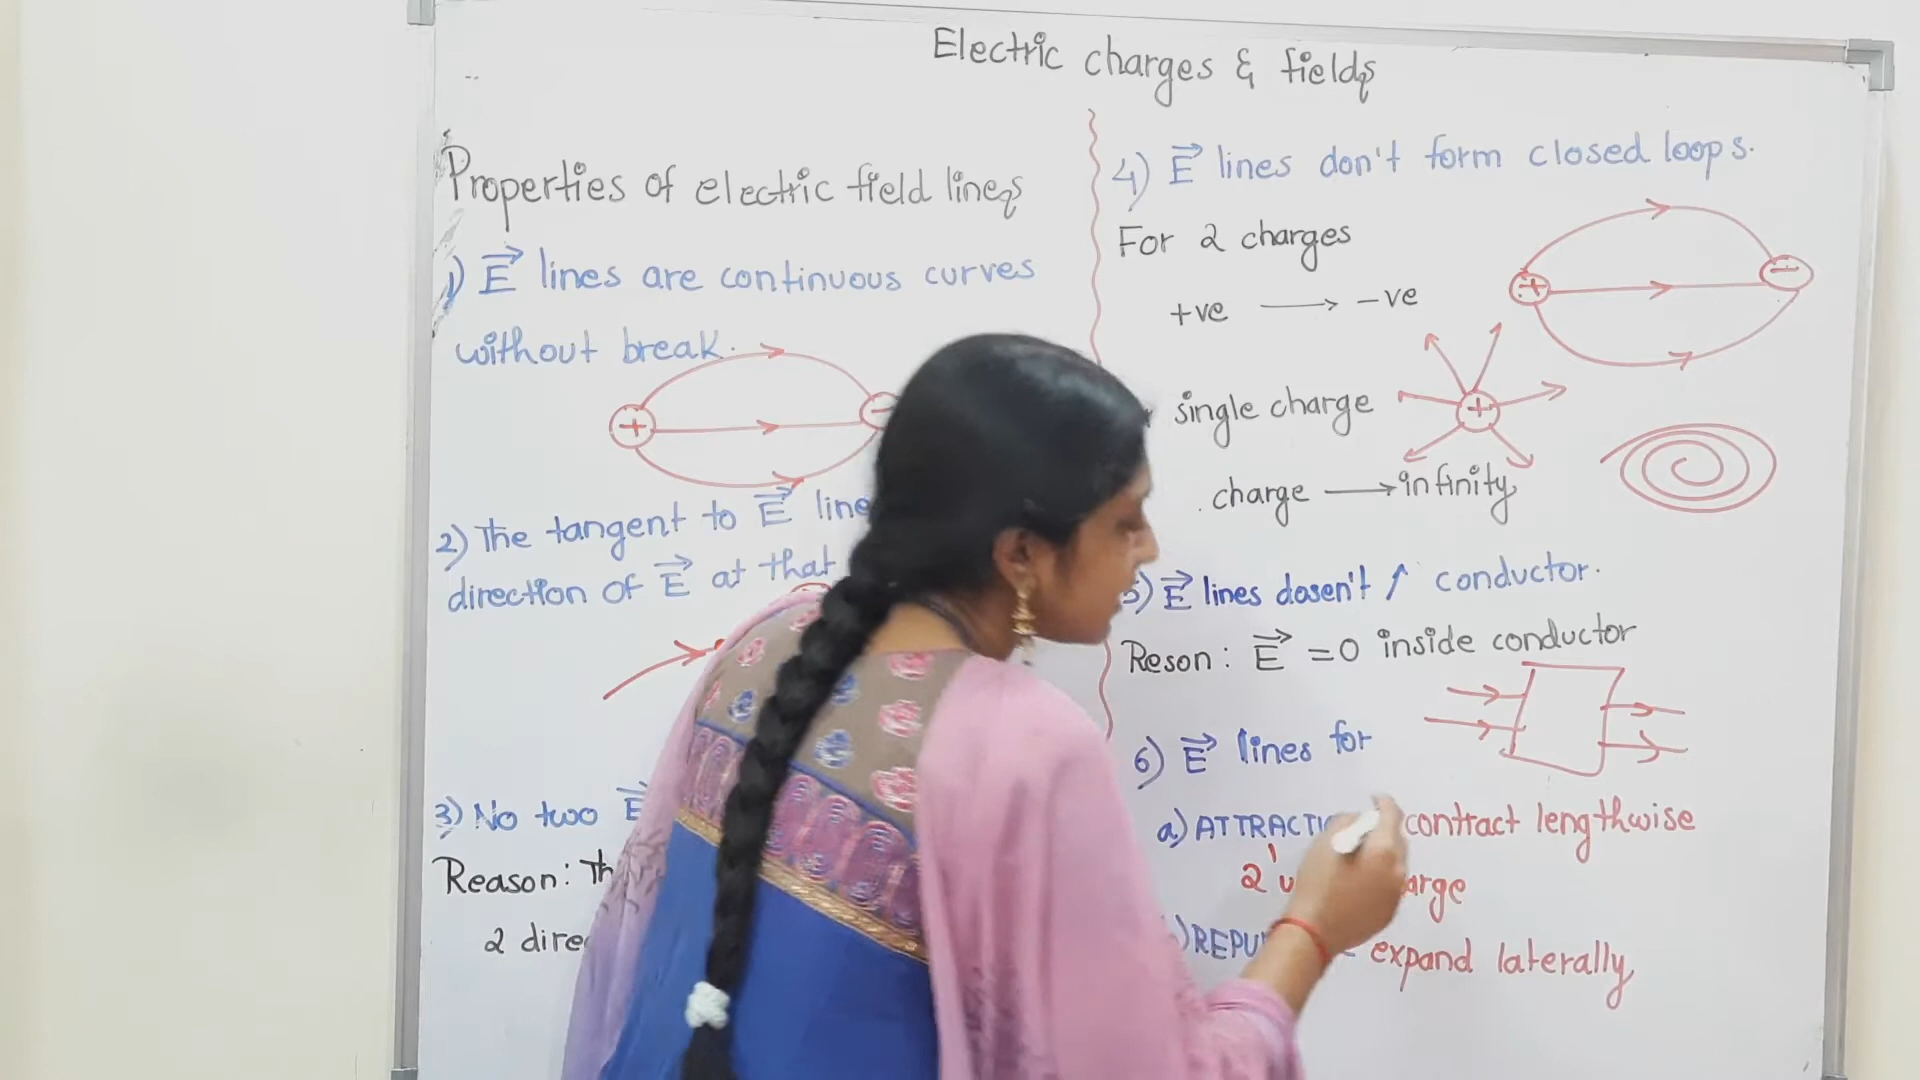 Electric charges & fields
Properties of electric field lines
1) E⃗ lines are continuous curves
without break.
+
2) The tangent to E⃗ line
direction of E⃗ at that
3) No two E⃗
Reason: Th
2 direc
4) E⃗ lines don't form closed loops.
For 2 charges
+ve → -ve
+ −
single charge
+
charge → infinity
5) E⃗ lines dosen't ↑ conductor.
Reson: E⃗ =0 inside conductor
6) E⃗ lines for
a) ATTRACTI contract lengthwise
2 arge
)REPU expand laterally